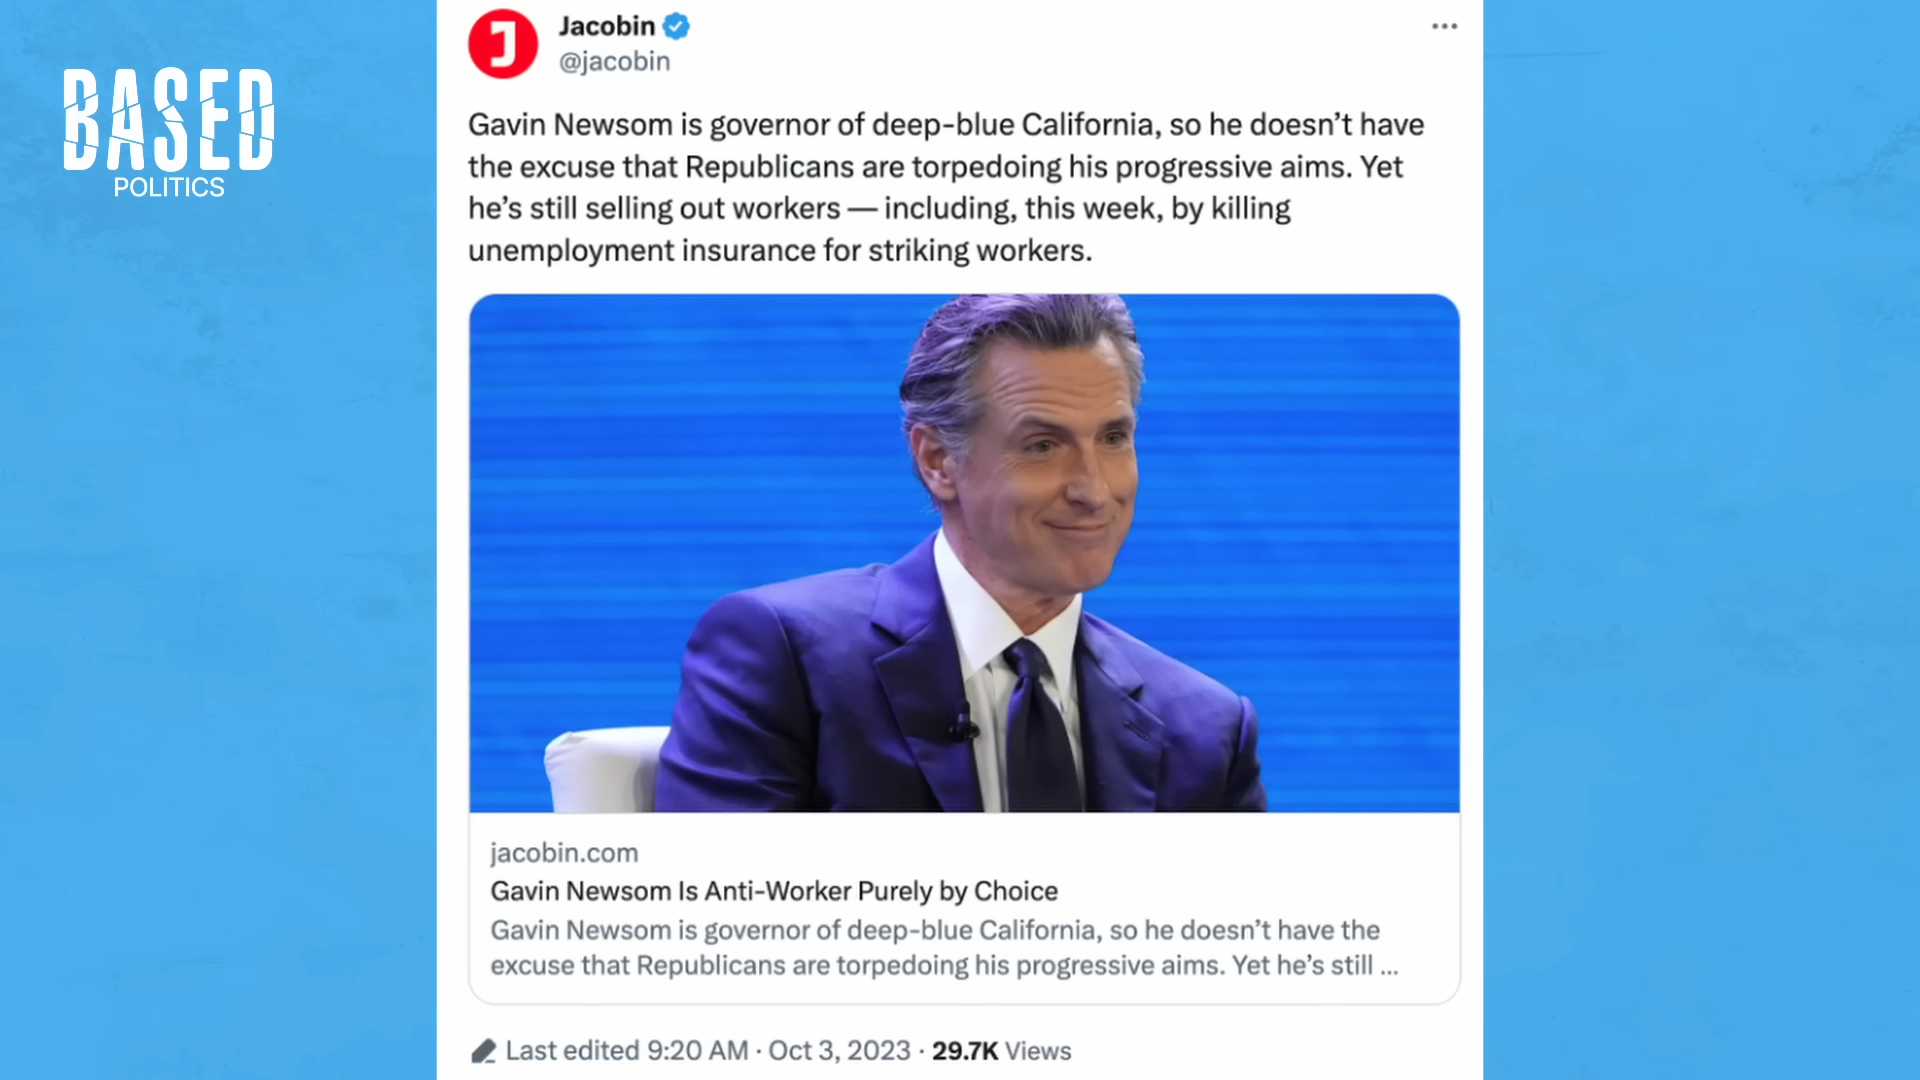 BASED
POLITICS
J
Jacobin
@jacobin
Gavin Newsom is governor of deep-blue California, so he doesn’t have
the excuse that Republicans are torpedoing his progressive aims. Yet
he’s still selling out workers — including, this week, by killing
unemployment insurance for striking workers.
jacobin.com
Gavin Newsom Is Anti-Worker Purely by Choice
Gavin Newsom is governor of deep-blue California, so he doesn’t have the
excuse that Republicans are torpedoing his progressive aims. Yet he’s still ...
Last edited 9:20 AM · Oct 3, 2023 · 29.7K Views